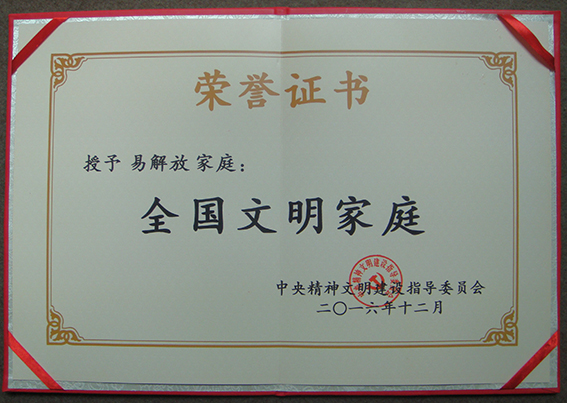 荣誉证书
授予 易解放家庭：
全国文明家庭
中央精神文明建设指导委员会
二〇一六年十二月